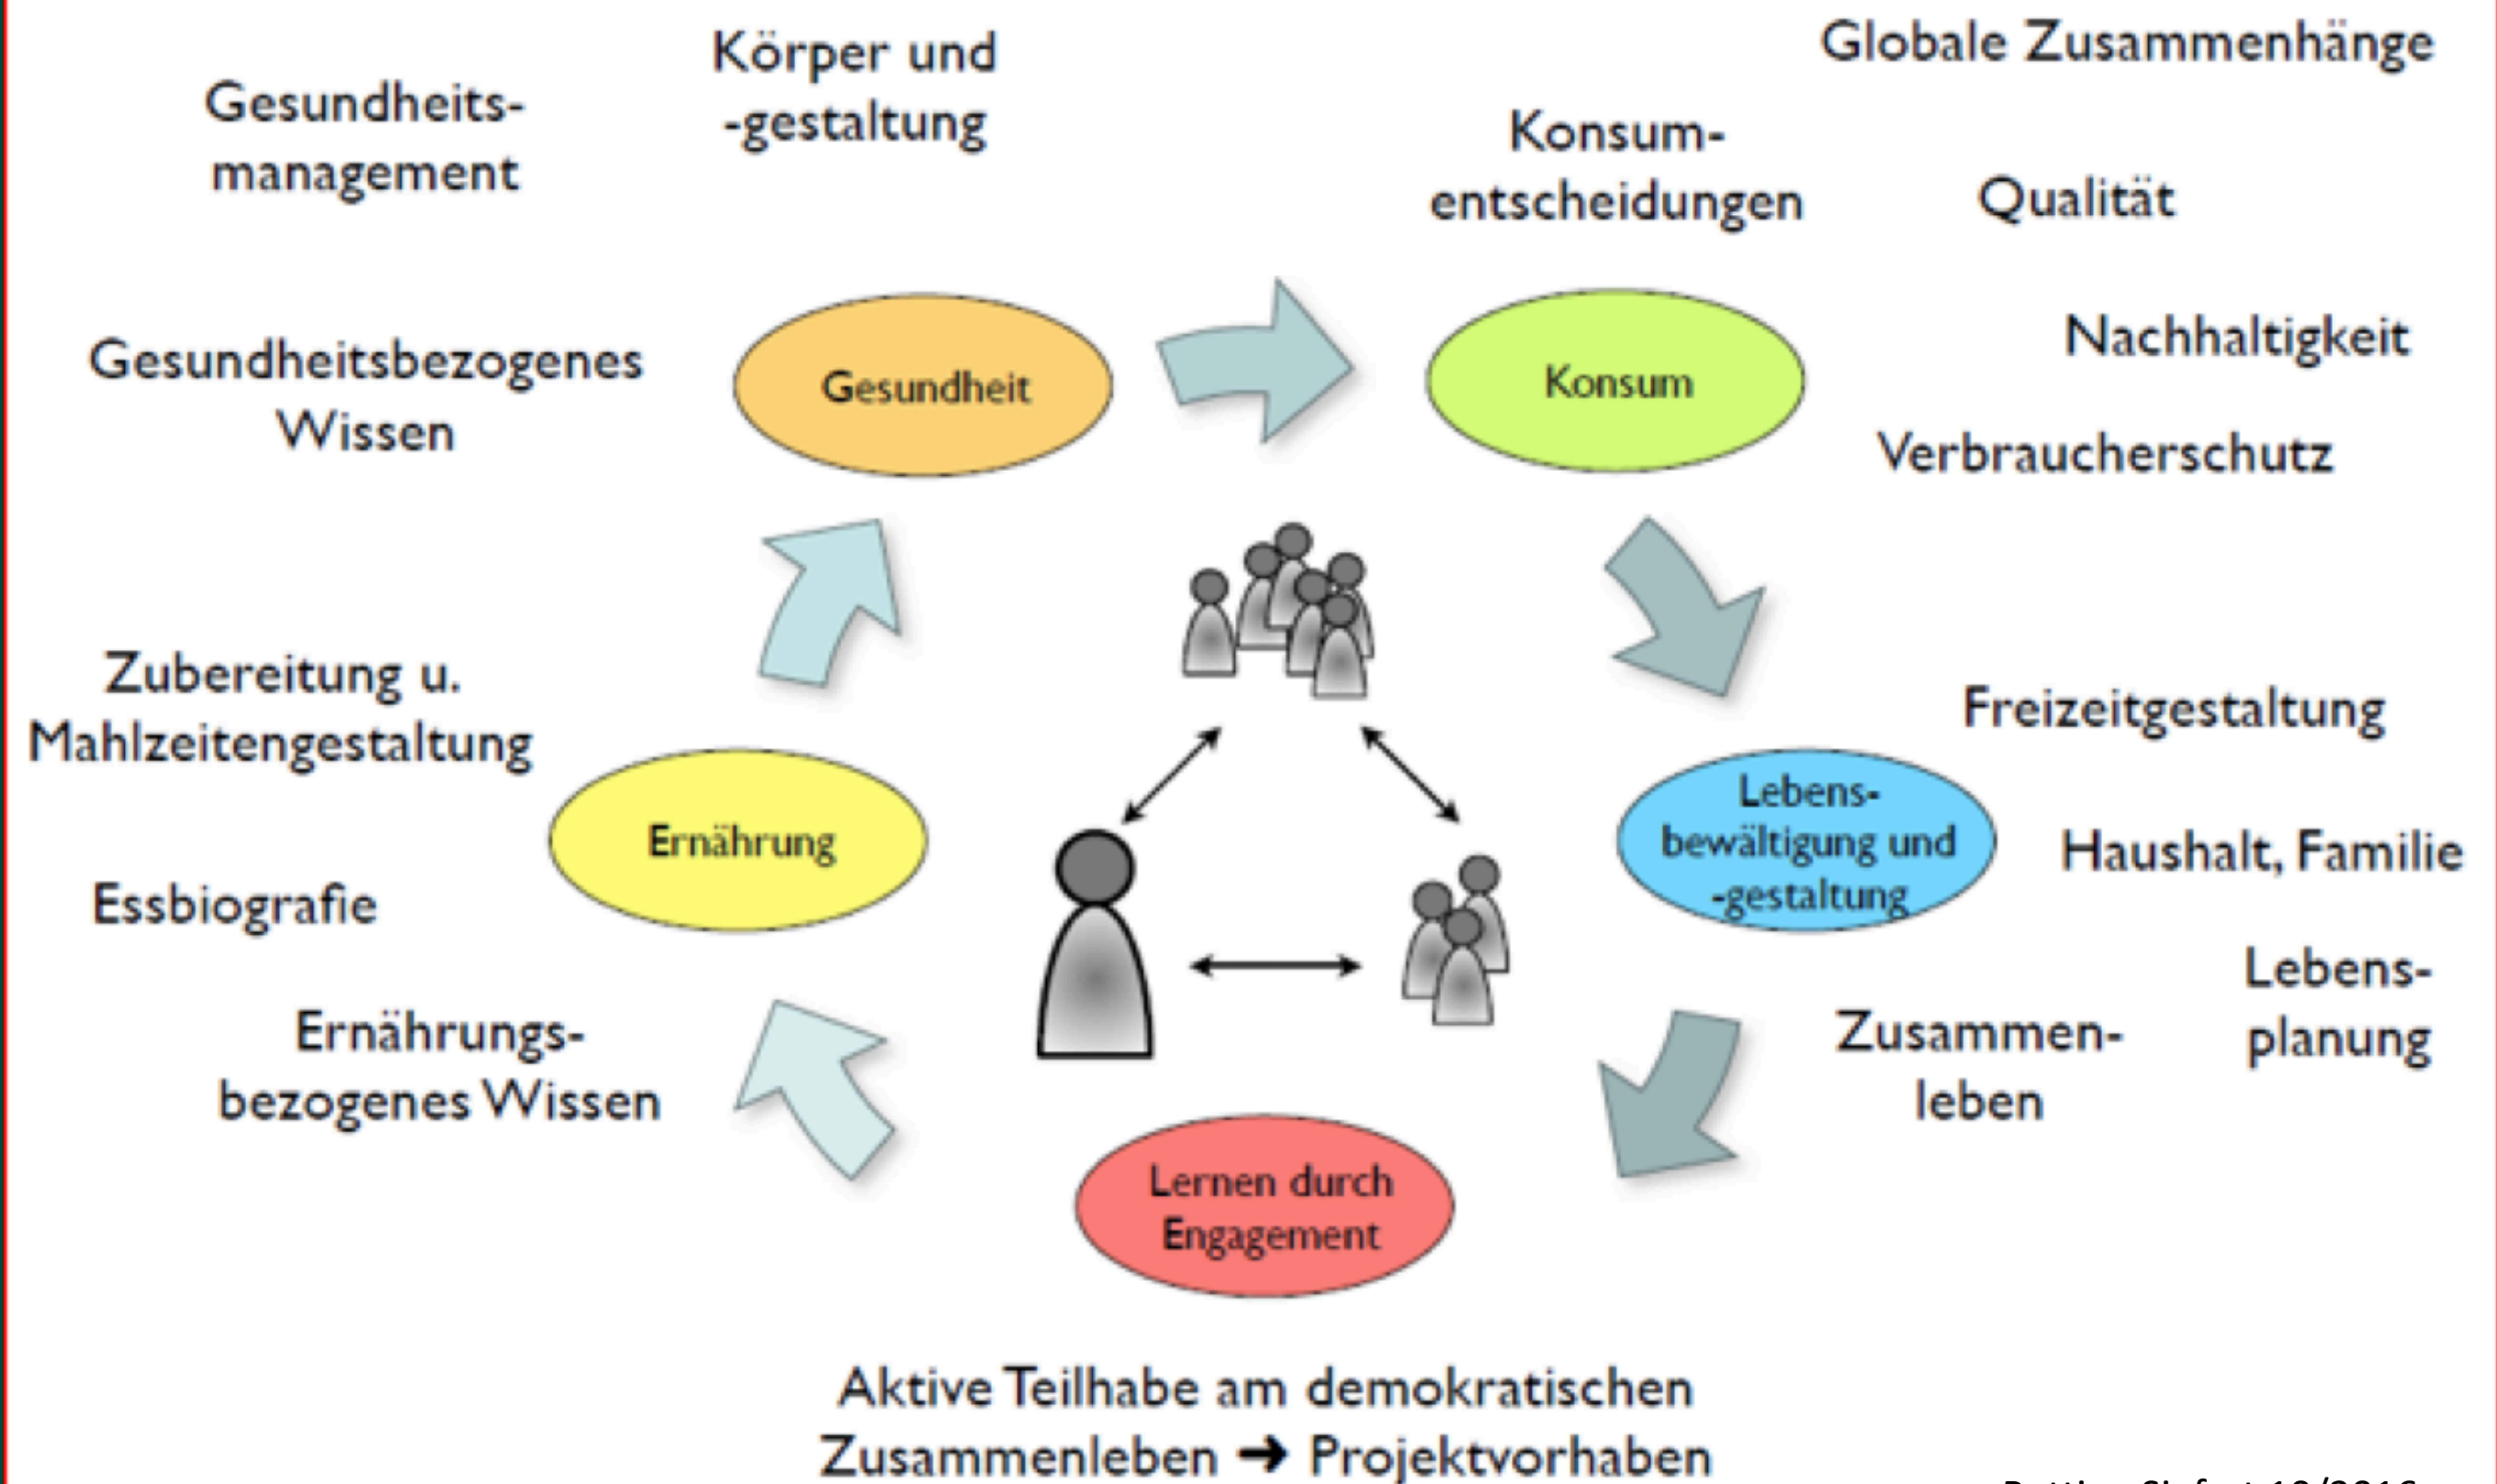 Körper und
-gestaltung
Gesundheits-
management
Gesundheitsbezogenes
Wissen
Gesundheit
Globale Zusammenhänge
Konsum-
entscheidungen
Qualität
Nachhaltigkeit
Verbraucherschutz
Konsum
Zubereitung u.
Mahlzeitengestaltung
Ernährung
Essbiografie
Ernährungs-
bezogenes Wissen
Freizeitgestaltung
Lebens-
bewältigung und
-gestaltung
Haushalt, Familie
Lebens-
planung
Zusammen-
leben
Lernen durch
Engagement
Aktive Teilhabe am demokratischen
Zusammenleben ➜ Projektvorhaben